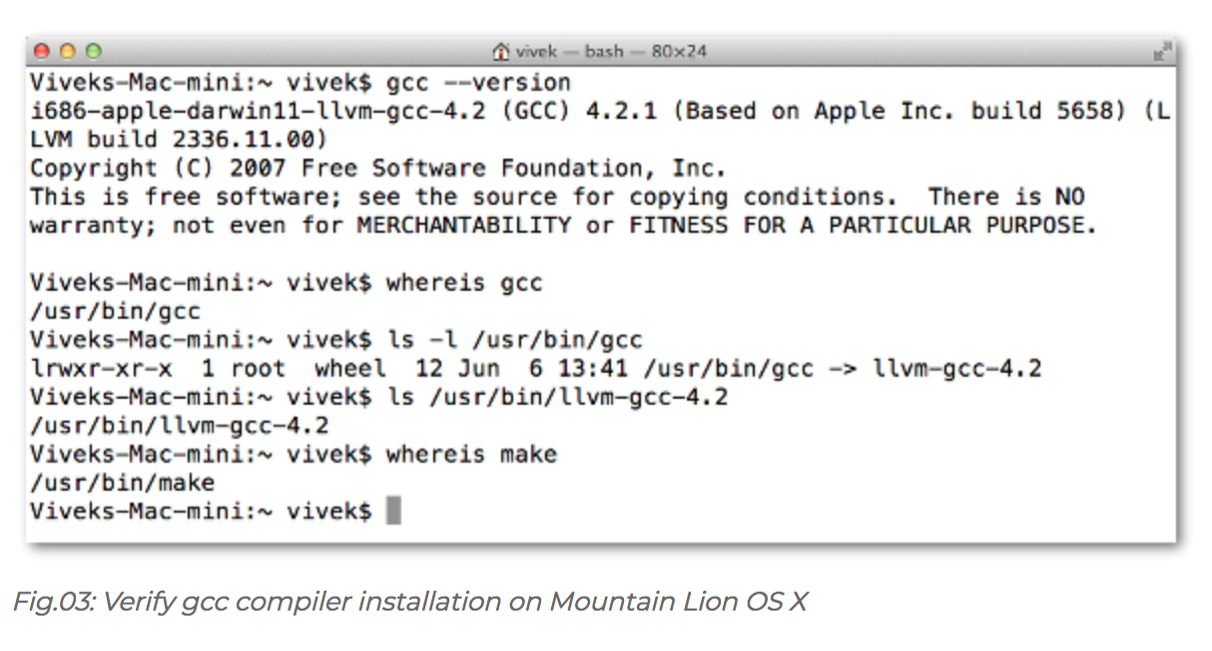 vivek — bash — 80×24
Viveks-Mac-mini:~ vivek$ gcc --version
i686-apple-darwin11-llvm-gcc-4.2 (GCC) 4.2.1 (Based on Apple Inc. build 5658) (L
LVM build 2336.11.00)
Copyright (C) 2007 Free Software Foundation, Inc.
This is free software; see the source for copying conditions.  There is NO
warranty; not even for MERCHANTABILITY or FITNESS FOR A PARTICULAR PURPOSE.
Viveks-Mac-mini:~ vivek$ whereis gcc
/usr/bin/gcc
Viveks-Mac-mini:~ vivek$ ls -l /usr/bin/gcc
lrwxr-xr-x  1 root  wheel  12 Jun  6 13:41 /usr/bin/gcc -> llvm-gcc-4.2
Viveks-Mac-mini:~ vivek$ ls /usr/bin/llvm-gcc-4.2
/usr/bin/llvm-gcc-4.2
Viveks-Mac-mini:~ vivek$ whereis make
/usr/bin/make
Viveks-Mac-mini:~ vivek$
Fig.03: Verify gcc compiler installation on Mountain Lion OS X